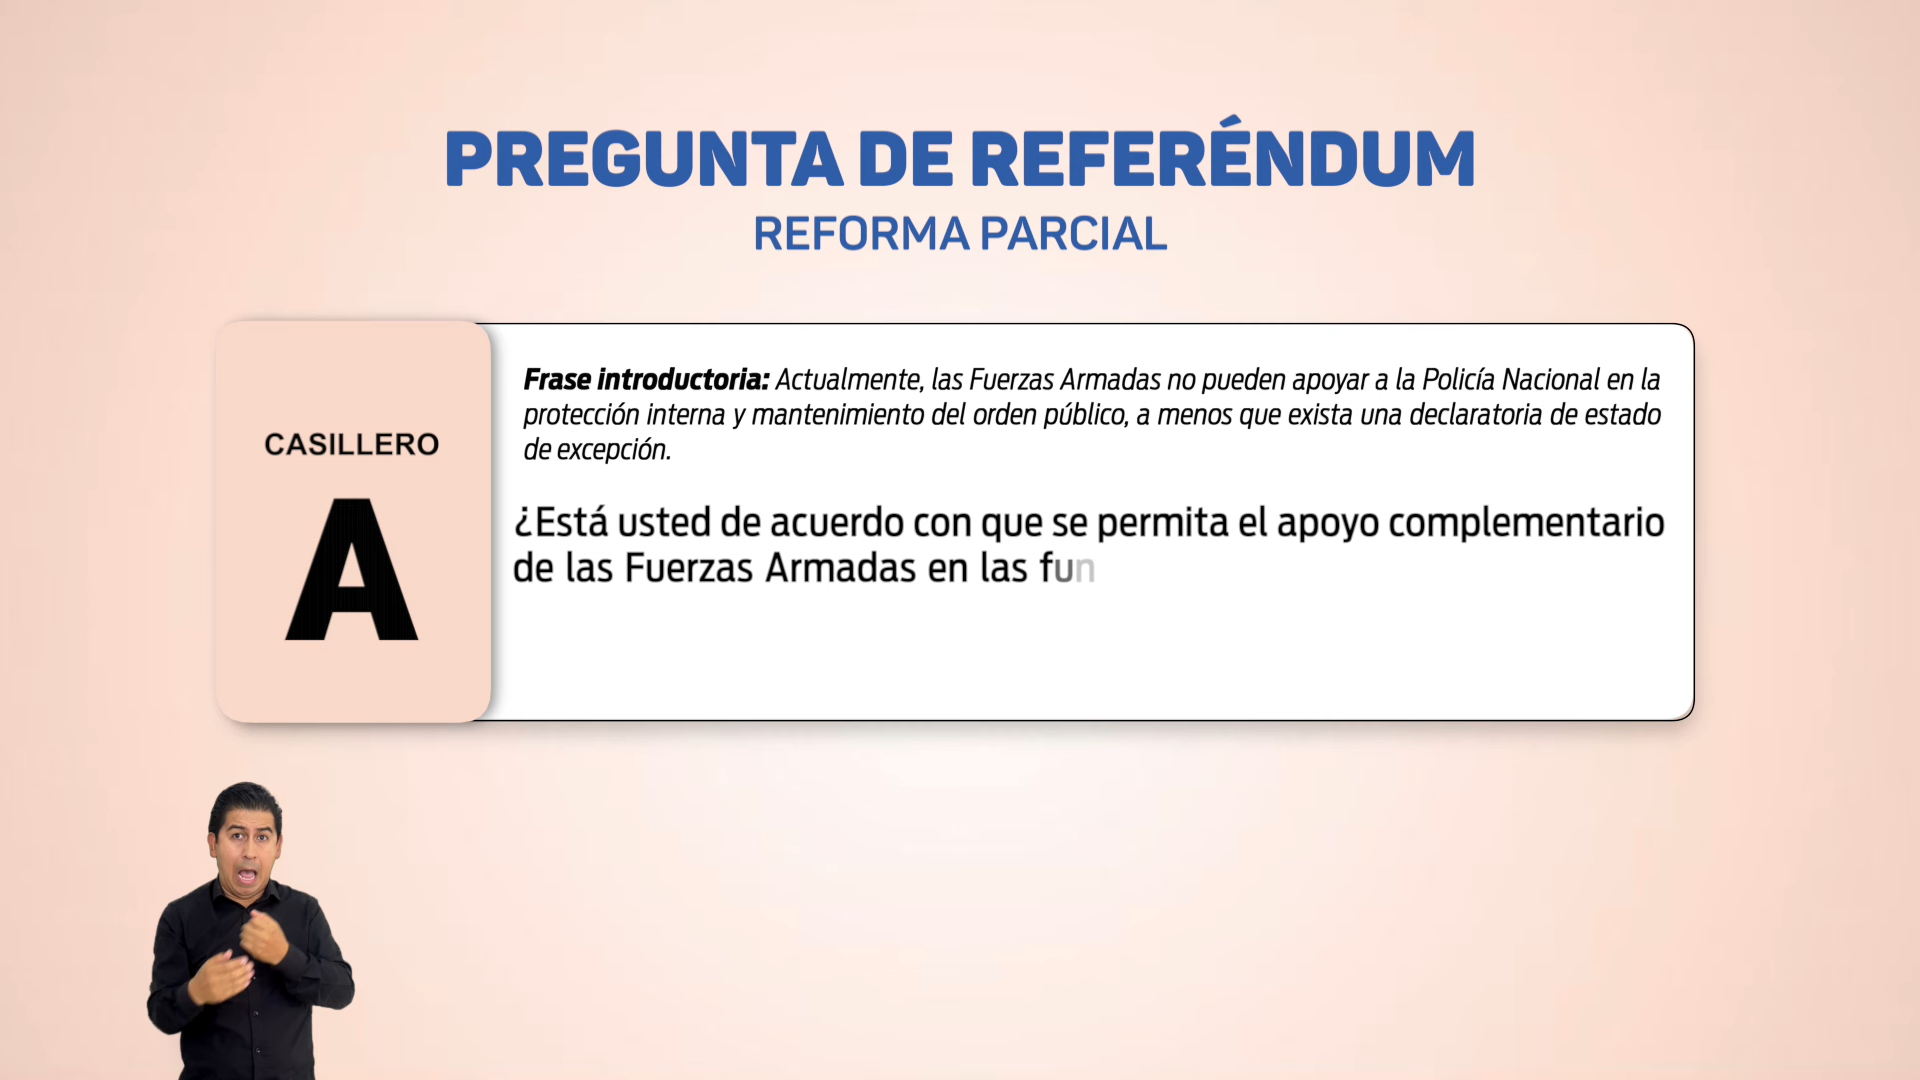 PREGUNTA DE REFERÉNDUM
REFORMA PARCIAL
CASILLERO
A
Frase introductoria: Actualmente, las Fuerzas Armadas no pueden apoyar a la Policía Nacional en la
protección interna y mantenimiento del orden público, a menos que exista una declaratoria de estado
de excepción.
¿Está usted de acuerdo con que se permita el apoyo complementario
de las Fuerzas Armadas en las fun